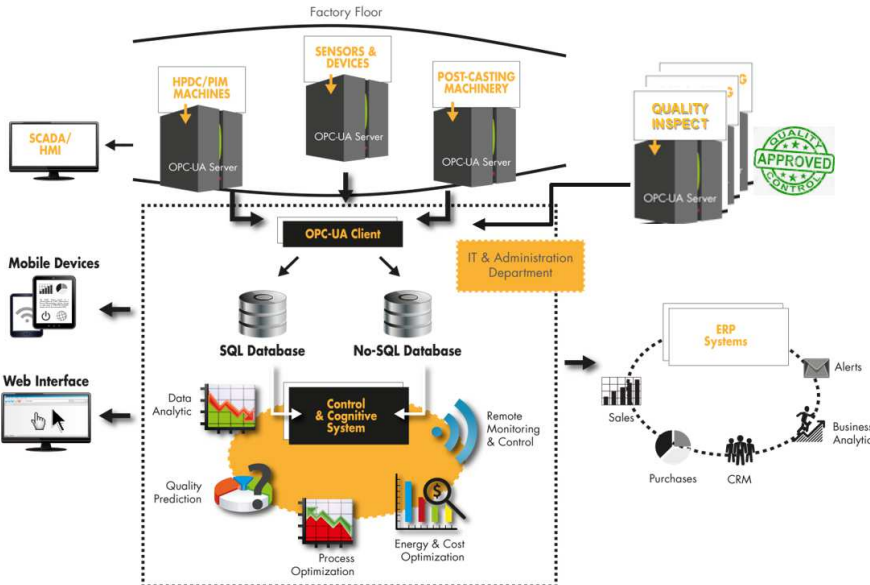 Factory Floor
SENSORS &
DEVICES
HPDC/PIM
MACHINES
POST-CASTING
MACHINERY
QUALITY
INSPECT
G
G
SCADA/
HMI
OPC-UA Server
OPC-UA Server
OPC-UA Server
OPC-UA Server
QUALITY
APPROVED
CONTROL
OPC-UA Client
IT & Administration
Department
Mobile Devices
SQL Database
No-SQL Database
ERP
Systems
Web Interface
Data
Analytic
Control
& Cognitive
System
Remote
Monitoring
& Control
Alerts
Sales
Business
Analytic
Quality
Prediction
?
$
Purchases
CRM
Process
Optimization
Energy & Cost
Optimization